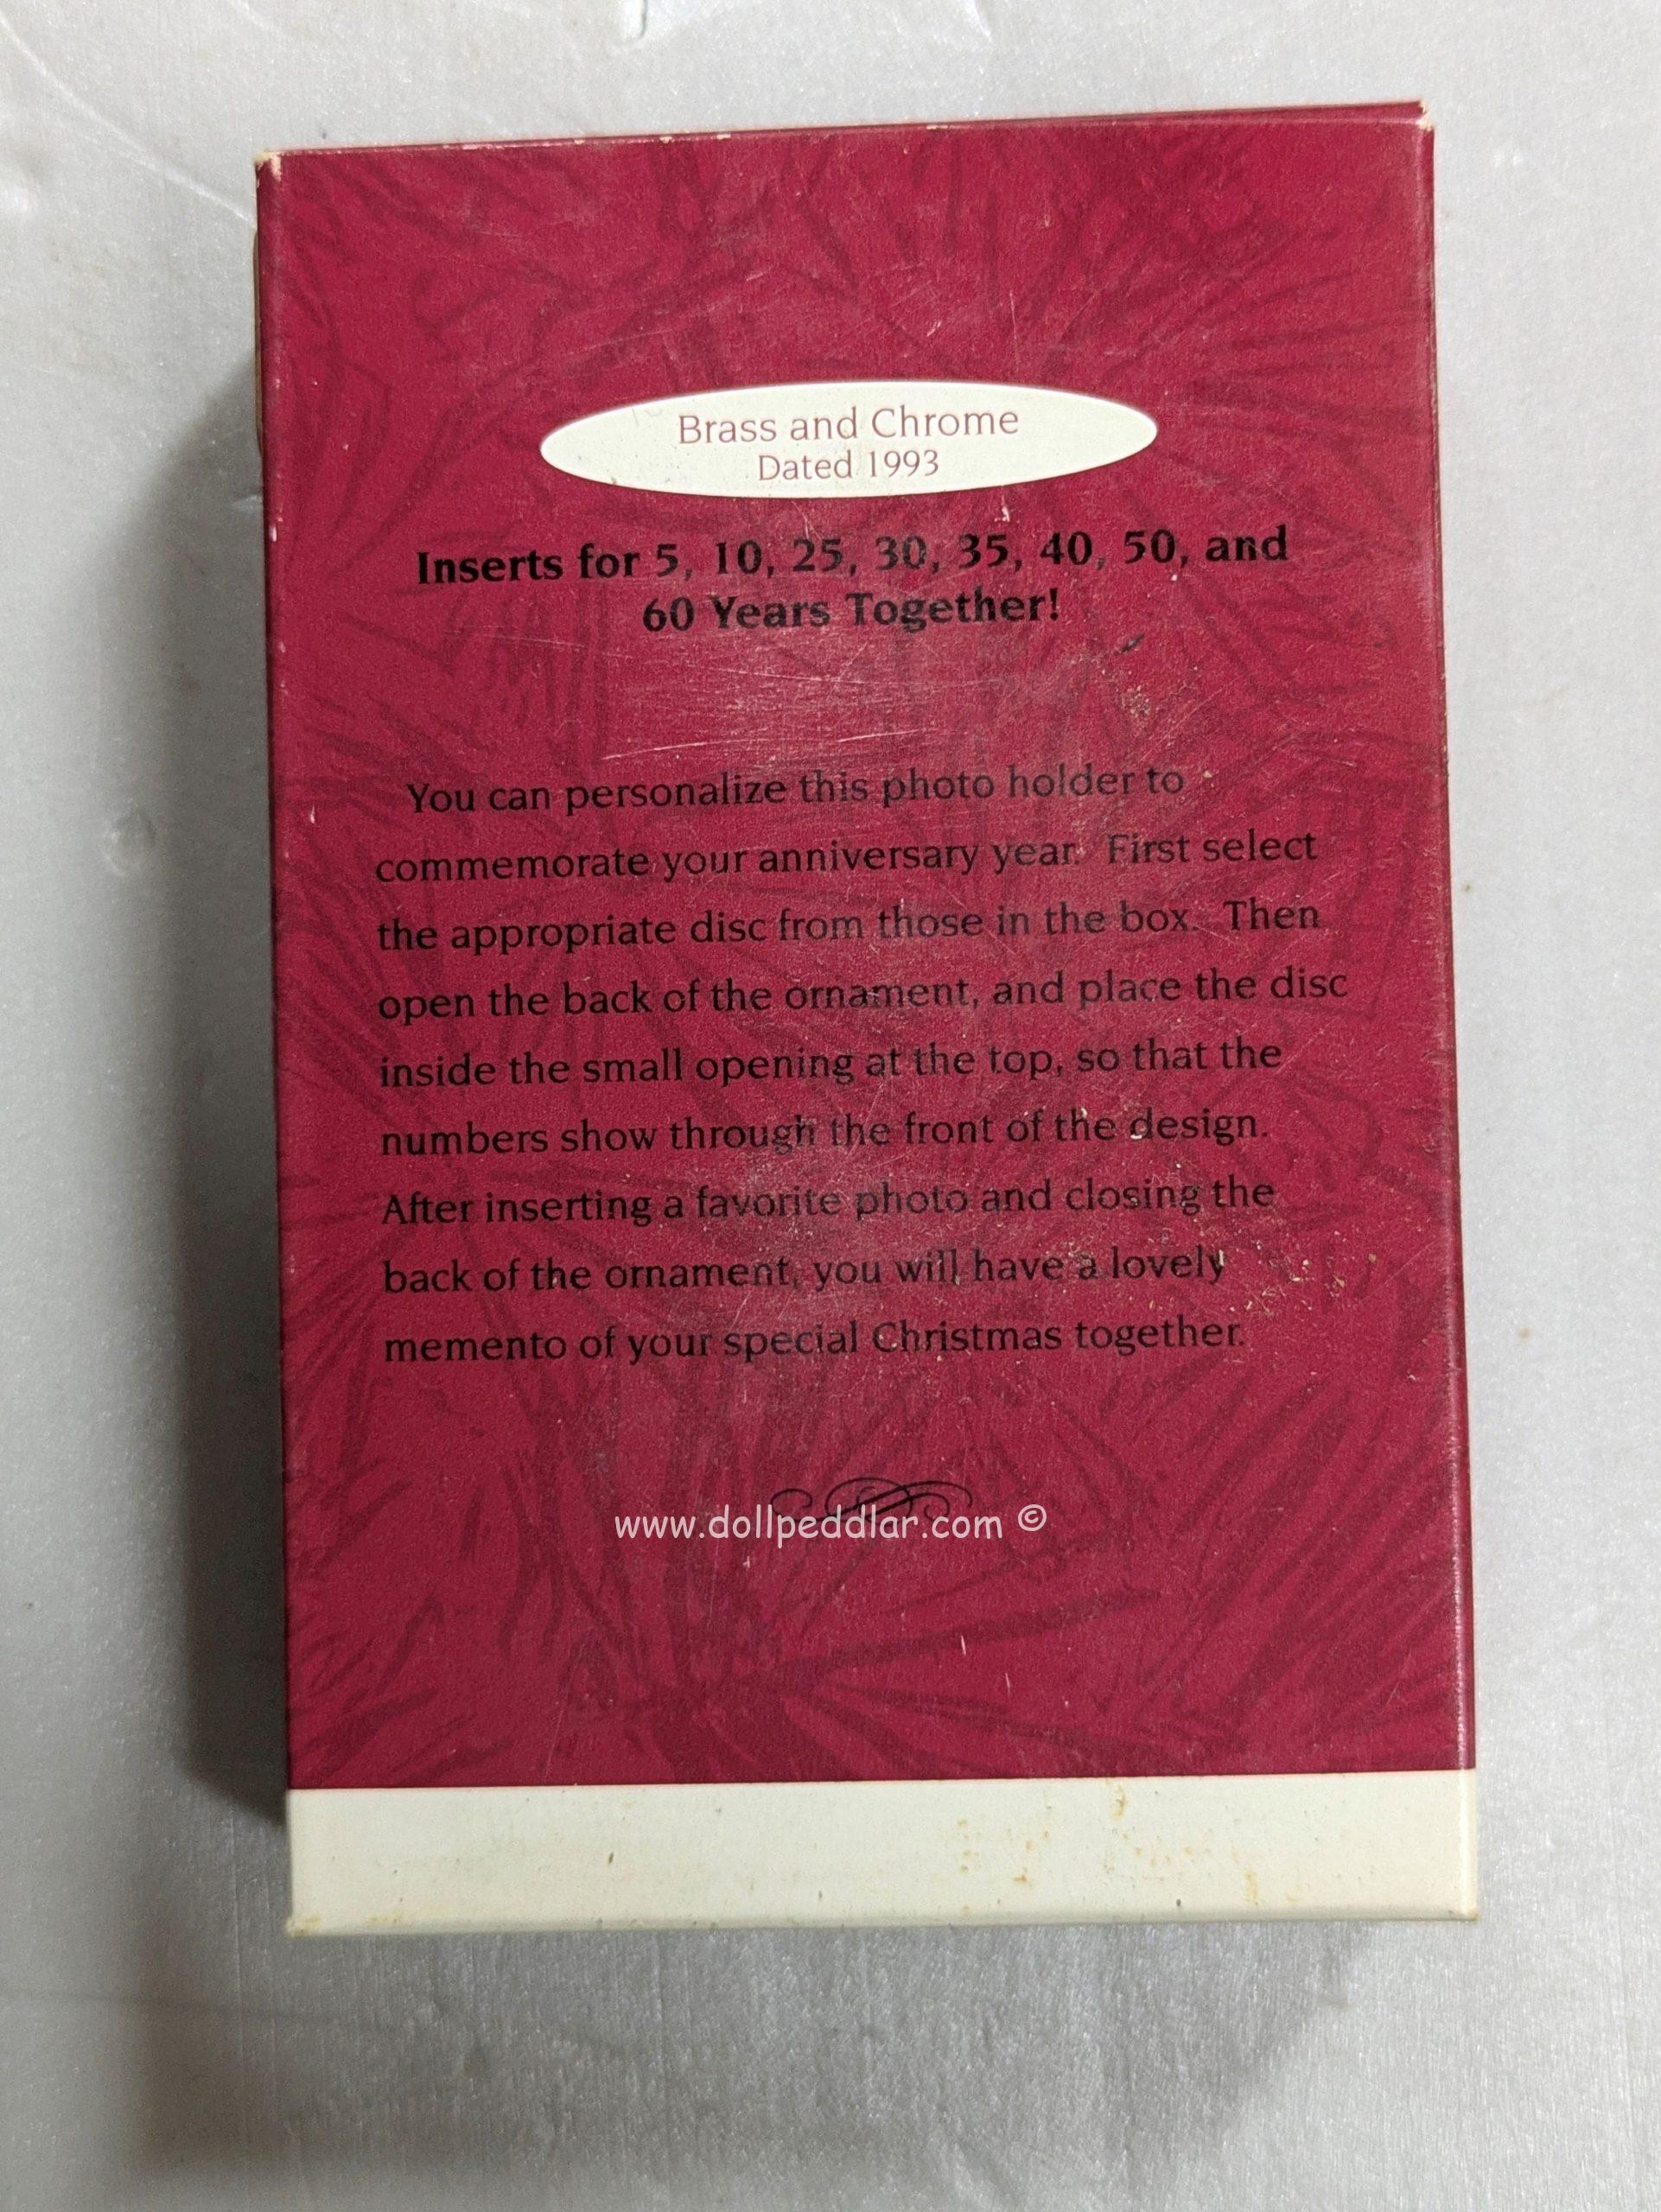 Brass and Chrome
Dated 1993
Inserts for 5, 10, 25, 30, 35, 40, 50, and
60 Years Together!
You can personalize this photo holder to
commemorate your anniversary year. First select
the appropriate disc from those in the box. Then
open the back of the ornament, and place the disc
inside the small opening at the top, so that the
numbers show through the front of the design.
After inserting a favorite photo and closing the
back of the ornament, you will have a lovely
memento of your special Christmas together.
www.dollpeddlar.com ©